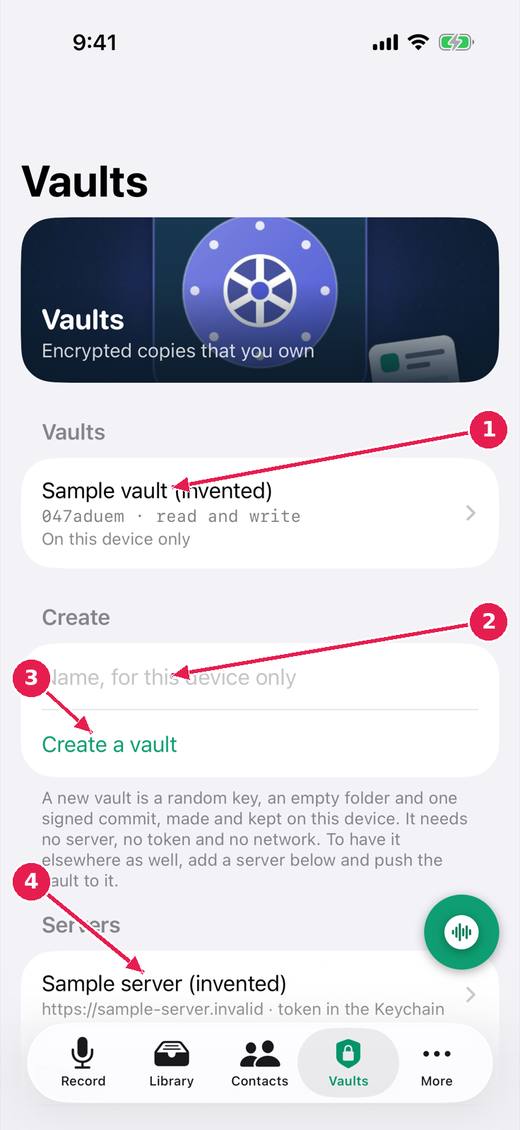 9:41
Vaults
Vaults
Encrypted copies that you own
Vaults
1
Sample vault (invented)
047aduem · read and write
On this device only
Create
2
3
Name, for this device only
Create a vault
A new vault is a random key, an empty folder and one
signed commit, made and kept on this device. It needs
no server, no token and no network. To have it
elsewhere as well, add a server below and push the
vault to it.
4
Servers
Sample server (invented)
https://sample-server.invalid · token in the Keychain
Record
Library
Contacts
Vaults
More